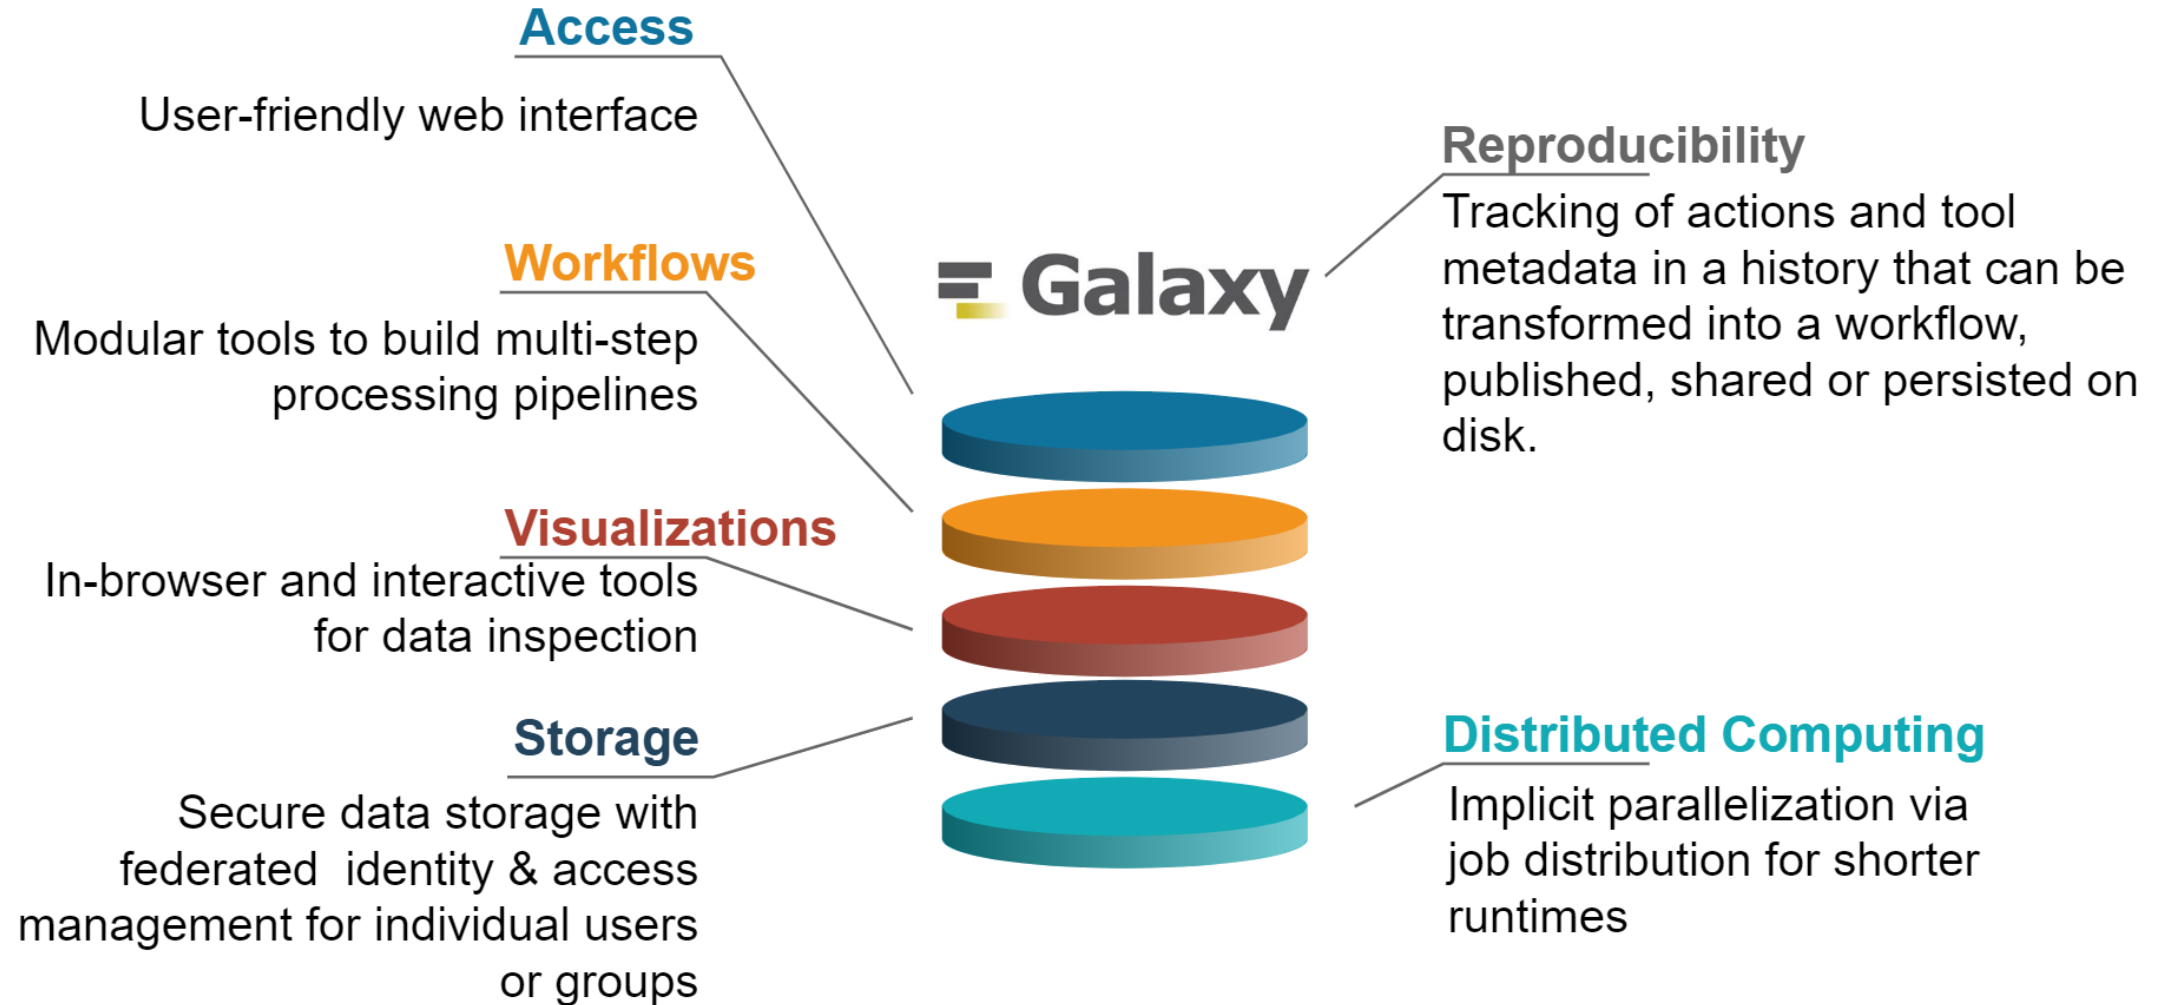 Access
User-friendly web interface
Workflows
Modular tools to build multi-step
processing pipelines
Visualizations
In-browser and interactive tools
for data inspection
Storage
Secure data storage with
federated  identity & access
management for individual users
or groups
Galaxy
Reproducibility
Tracking of actions and tool
metadata in a history that can be
transformed into a workflow,
published, shared or persisted on
disk.
Distributed Computing
Implicit parallelization via
job distribution for shorter
runtimes